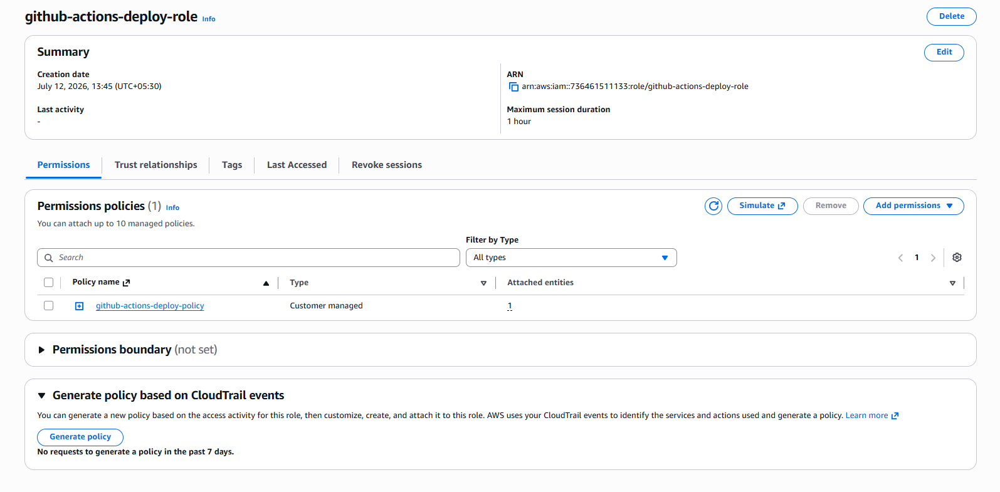 github-actions-deploy-role Info
Delete
Summary
Edit
Creation date
July 12, 2026, 13:45 (UTC+05:30)
ARN
arn:aws:iam::736461511133:role/github-actions-deploy-role
Last activity
-
Maximum session duration
1 hour
Permissions
Trust relationships
Tags
Last Accessed
Revoke sessions
Permissions policies (1) Info
You can attach up to 10 managed policies.
Simulate
Remove
Add permissions
Filter by Type
Search
All types
1
Policy name
Type
Attached entities
github-actions-deploy-policy
Customer managed
1
Permissions boundary (not set)
Generate policy based on CloudTrail events
You can generate a new policy based on the access activity for this role, then customize, create, and attach it to this role. AWS uses your CloudTrail events to identify the services and actions used and generate a policy. Learn more
Generate policy
No requests to generate a policy in the past 7 days.